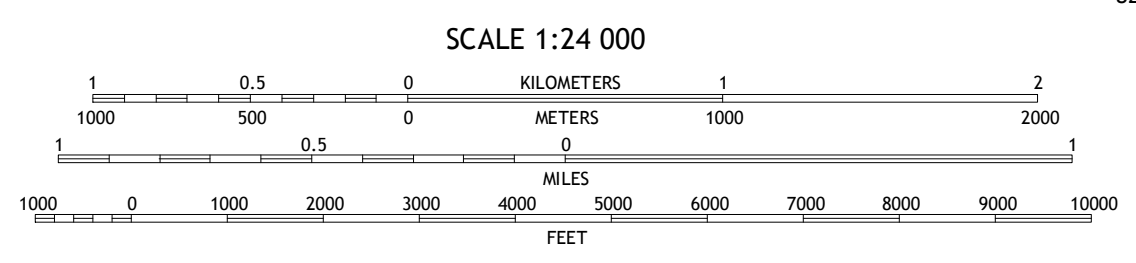 SCALE 1:24 000
1 0.5 0 KILOMETERS 1 2
1000 500 0 METERS 1000 2000
1 0.5 0 1
MILES
1000 0 1000 2000 3000 4000 5000 6000 7000 8000 9000 10000
FEET